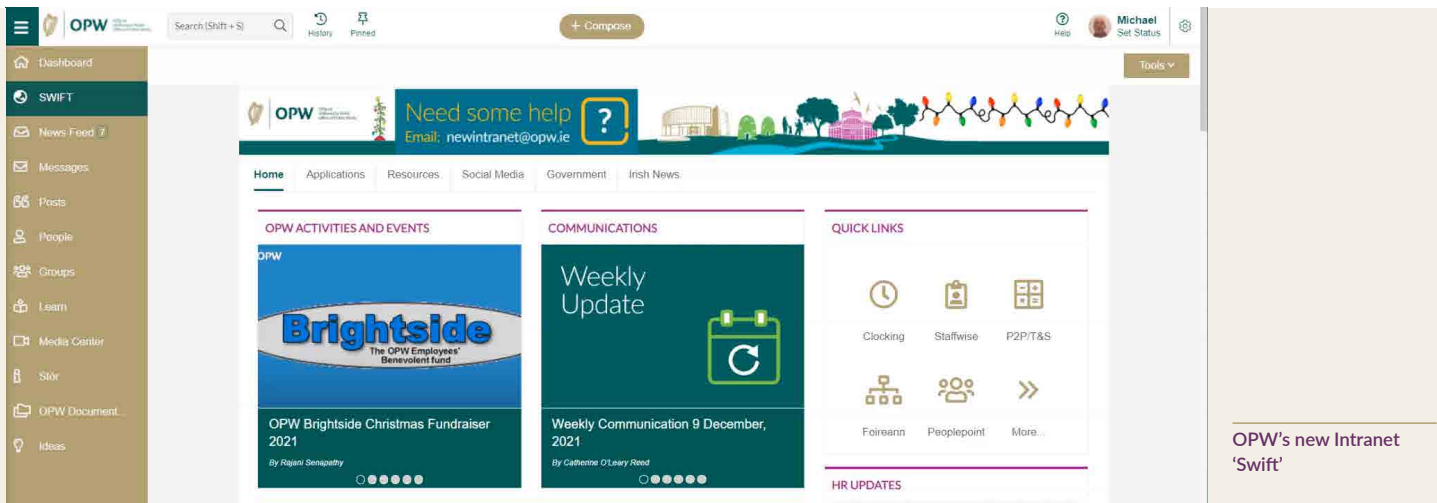 OPW
Search (Shift + S)
History
Pinned
+ Compose
Help
Michael
Set Status
Dashboard
SWIFT
News Feed 7
Messages
Posts
People
Groups
Learn
Media Center
Stór
OPW Document...
Ideas
Tools
OPW
Need some help
Email: newintranet@opw.ie
?
Home Applications Resources Social Media Government Irish News
OPW ACTIVITIES AND EVENTS
OPW
Brightside
The OPW Employees'
Benevolent fund
OPW Brightside Christmas Fundraiser
2021
By Rajani Senapathy
COMMUNICATIONS
Weekly
Update
Weekly Communication 9 December,
2021
By Catherine O'Leary Reed
QUICK LINKS
Clocking Staffwise P2P/T&S
Foireann Peoplepoint More...
HR UPDATES
OPW's new Intranet
‘Swift’